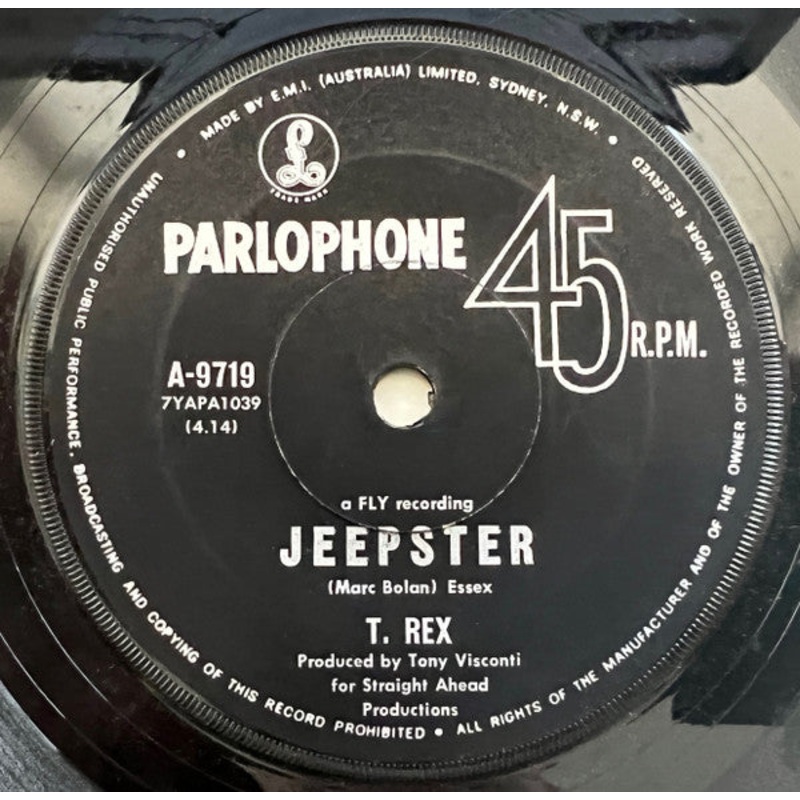 MADE BY E.M.I. (AUSTRALIA) LIMITED, SYDNEY, N.S.W. •
RECORDED WORK RESERVED
UNAUTHORISED PUBLIC PERFORMANCE, BROADCASTING AND COPYING OF THIS RECORD PROHIBITED • ALL RIGHTS OF THE MANUFACTURER AND OF THE OWNER OF THE
£
TRADE MARK
PARLOPHONE
45
R.P.M.
A-9719
7YAPA1039
(4.14)
a FLY recording
JEEPSTER
(Marc Bolan) Essex
T. REX
Produced by Tony Visconti
for Straight Ahead
Productions